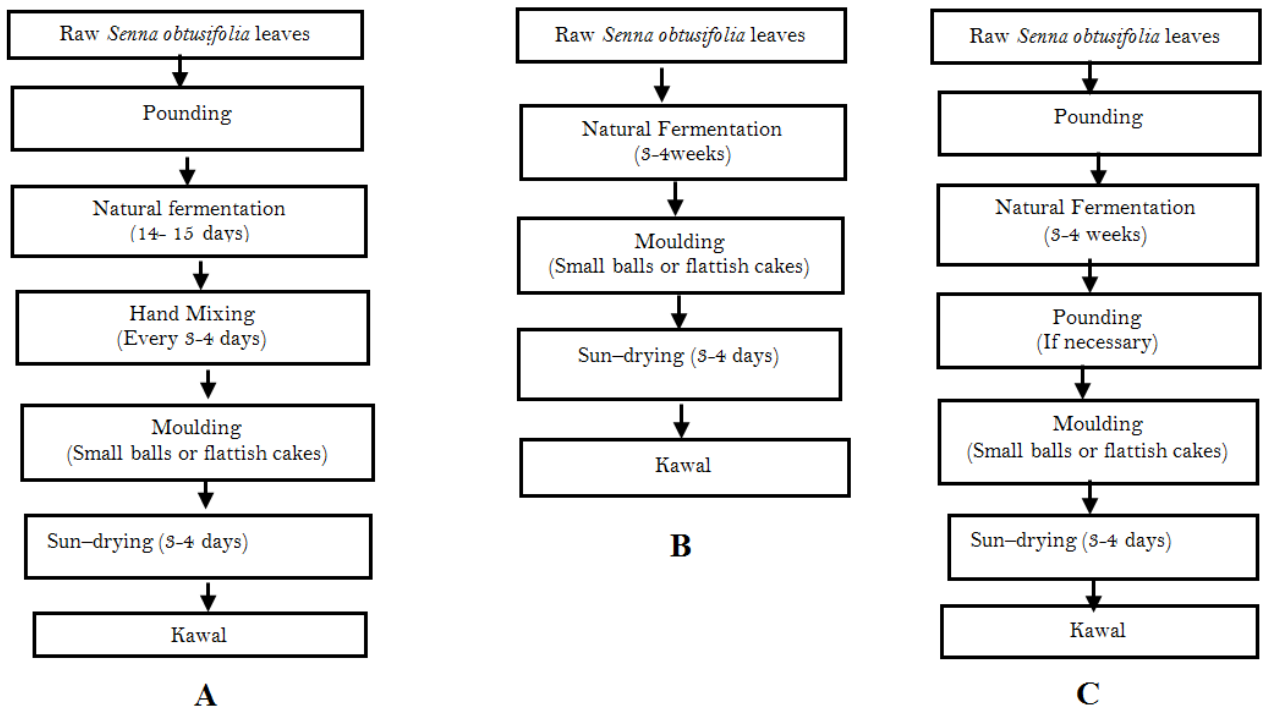 Raw Senna obtusifolia leaves
Pounding
Natural fermentation
(14- 15 days)
Hand Mixing
(Every 3-4 days)
Moulding
(Small balls or flattish cakes)
Sun–drying (3-4 days)
Kawal
A
Raw Senna obtusifolia leaves
Natural Fermentation
(3-4weeks)
Moulding
(Small balls or flattish cakes)
Sun–drying (3-4 days)
Kawal
B
Raw Senna obtusifolia leaves
Pounding
Natural Fermentation
(3-4 weeks)
Pounding
(If necessary)
Moulding
(Small balls or flattish cakes)
Sun–drying (3-4 days)
Kawal
C